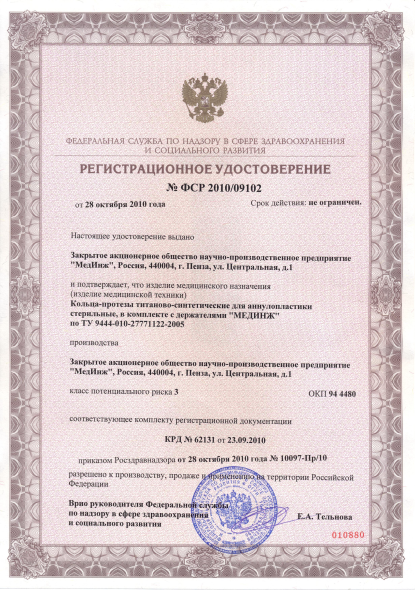 ФЕДЕРАЛЬНАЯ СЛУЖБА ПО НАДЗОРУ В СФЕРЕ ЗДРАВООХРАНЕНИЯ
И СОЦИАЛЬНОГО РАЗВИТИЯ
РЕГИСТРАЦИОННОЕ УДОСТОВЕРЕНИЕ
№ ФСР 2010/09102
от 28 октября 2010 года Срок действия: не ограничен.
Настоящее удостоверение выдано
Закрытое акционерное общество научно-производственное предприятие
"МедИнж", Россия, 440004, г. Пенза, ул. Центральная, д.1
и подтверждает, что изделие медицинского назначения
(изделие медицинской техники)
Кольца-протезы титаново-синтетические для аннулопластики
стерильные, в комплекте с держателями "МЕДИНЖ"
по ТУ 9444-010-27771122-2005
производства
Закрытое акционерное общество научно-производственное предприятие
"МедИнж", Россия, 440004, г. Пенза, ул. Центральная, д.1
класс потенциального риска 3 ОКП 94 4480
соответствующее комплекту регистрационной документации
КРД № 62131 от 23.09.2010
приказом Росздравнадзора от 28 октября 2010 года № 10097-Пр/10
разрешено к производству, продаже и применению на территории Российской
Федерации
Врио руководителя Федеральной службы
по надзору в сфере здравоохранения
и социального развития Е.А. Тельнова
010880